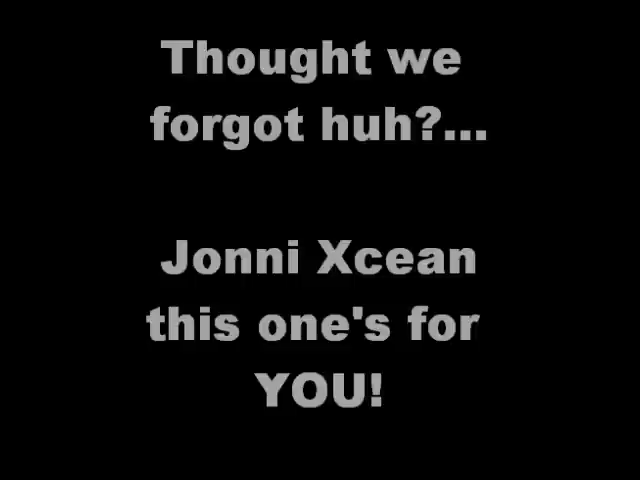 Thought we
forgot huh?...
Jonni Xcean
this one's for
YOU!